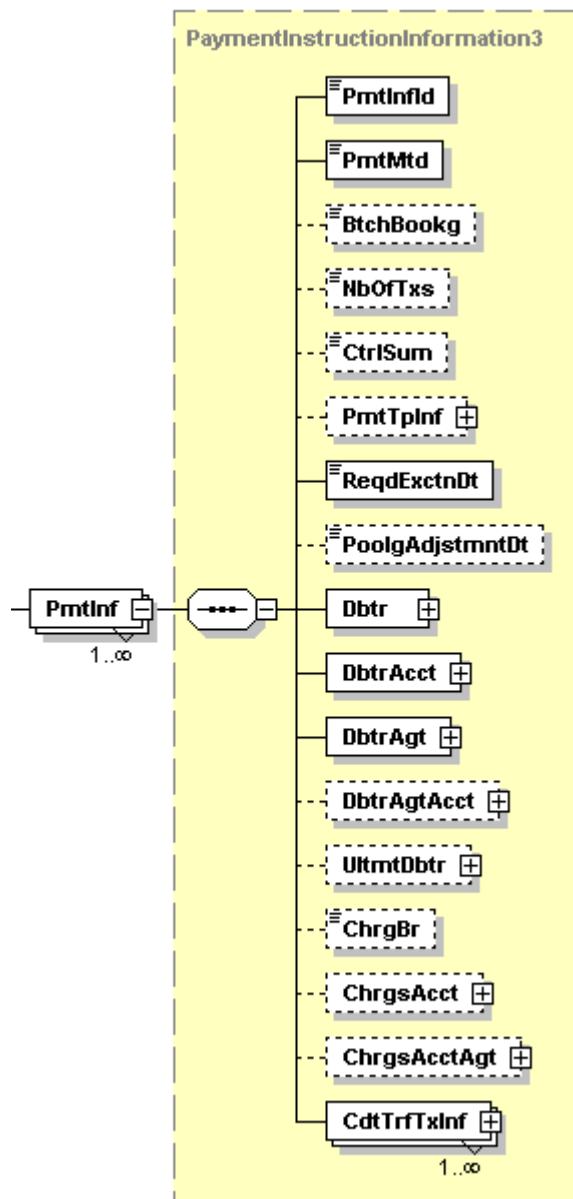 PaymentInstructionInformation3
PmtInfId
PmtMtd
BtchBookg
NbOfTxs
CtrlSum
PmtTpInf
ReqdExctnDt
PoolgAdjstmntDt
PmtInf
1..∞
Dbtr
DbtrAcct
DbtrAgt
DbtrAgtAcct
UltmtDbtr
ChrgBr
ChrgsAcct
ChrgsAcctAgt
CdtTrfTxInf
1..∞